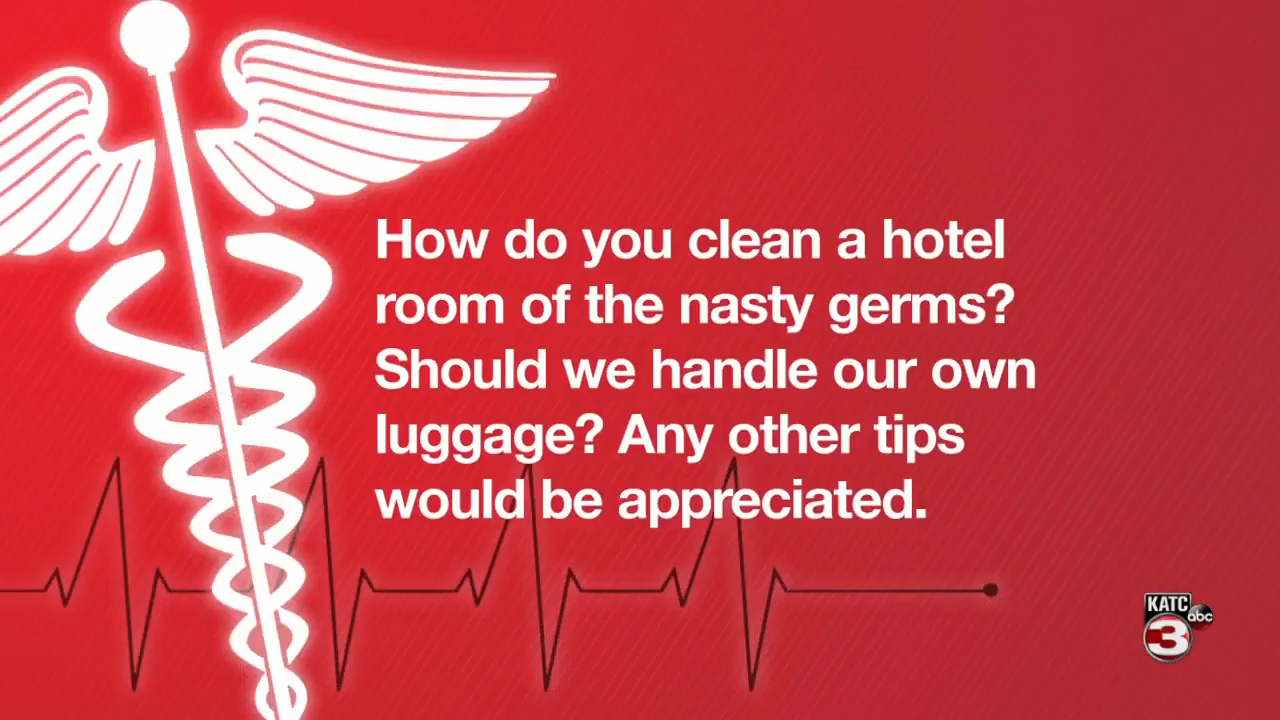 How do you clean a hotel
room of the nasty germs?
Should we handle our own
luggage? Any other tips
would be appreciated.
KATC
abc
3